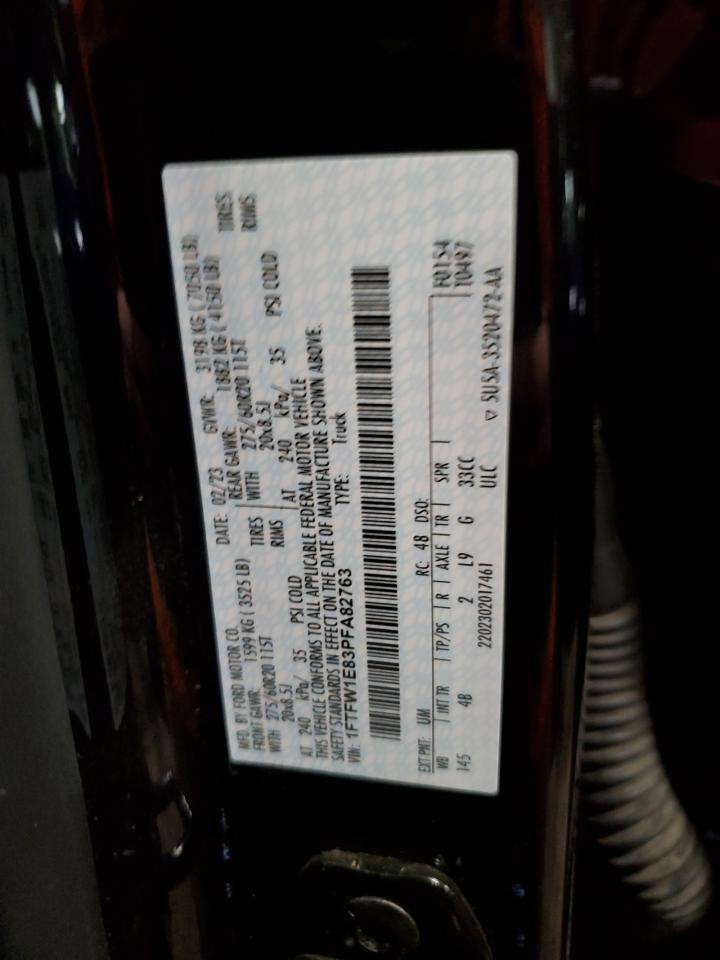 MFD. BY FORD MOTOR CO. DATE: 02/23 GVWR: 3198 KG ( 7050 LB)
FRONT GAWR: 1599 KG ( 3525 LB) REAR GAWR: 1882 KG ( 4150 LB)
WITH 275/60R20 115T TIRES WITH 275/60R20 115T TIRES
20x8.5J RIMS 20x8.5J RIMS
AT 240 kPa/ 35 PSI COLD AT 240 kPa/ 35 PSI COLD
THIS VEHICLE CONFORMS TO ALL APPLICABLE FEDERAL MOTOR VEHICLE
SAFETY STANDARDS IN EFFECT ON THE DATE OF MANUFACTURE SHOWN ABOVE.
VIN: 1FTFW1E83PFA82763 TYPE: Truck
EXT PNT: UM RC: 48 DSO: F0154
WB INT TR TP/PS R AXLE TR SPR T0497
145 4B 2 L9 G 33CC
2202302017461 ULC
▽ 5U5A-3520472-AA